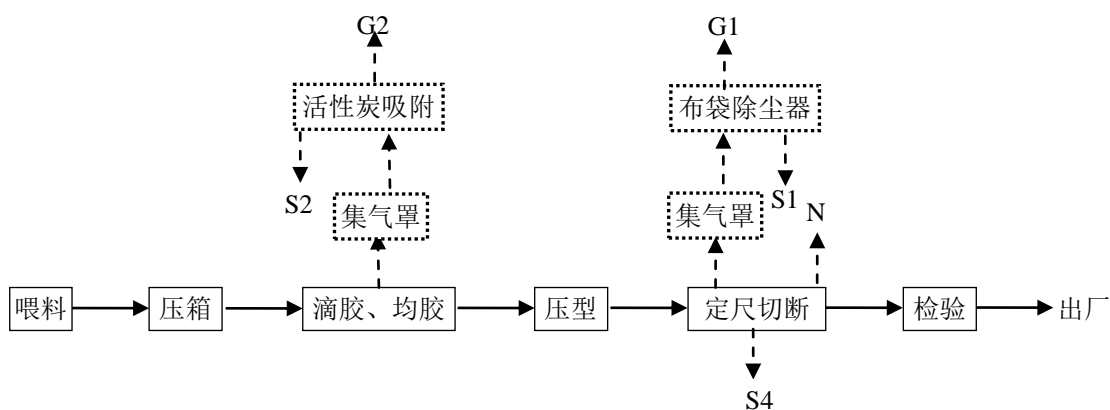 G2
G1
活性炭吸附
布袋除尘器
S2
集气罩
集气罩
S1
N
喂料
压箱
滴胶、均胶
压型
定尺切断
检验
出厂
S4